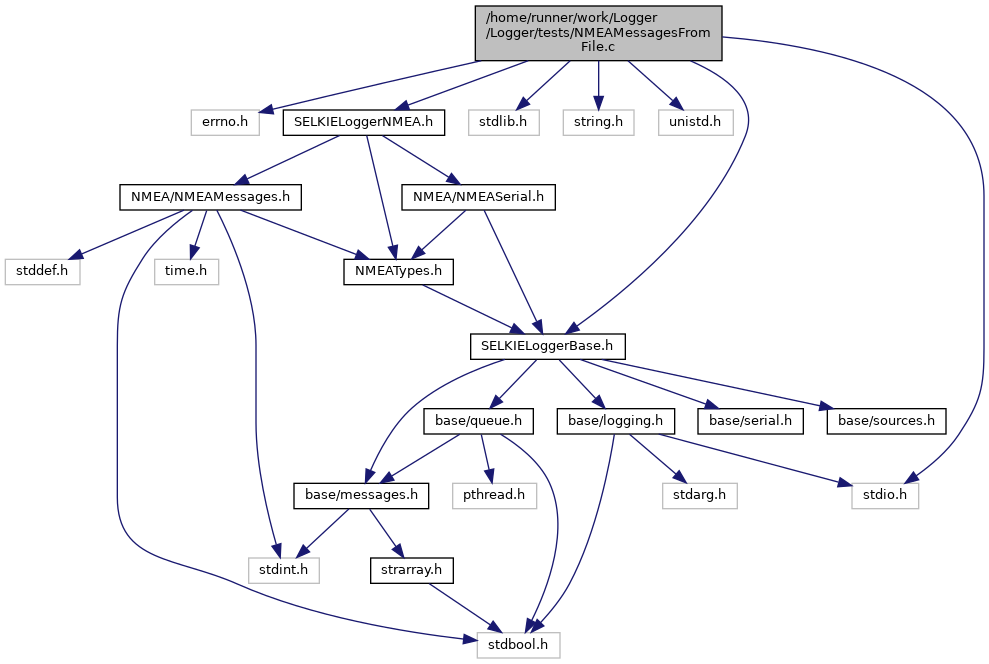 /home/runner/work/Logger
/Logger/tests/NMEAMessagesFrom
File.c
errno.h
SELKIELoggerNMEA.h
stdlib.h
string.h
unistd.h
NMEA/NMEAMessages.h
NMEA/NMEASerial.h
stddef.h
time.h
NMEATypes.h
SELKIELoggerBase.h
base/queue.h
base/logging.h
base/serial.h
base/sources.h
base/messages.h
pthread.h
stdarg.h
stdio.h
stdint.h
strarray.h
stdbool.h